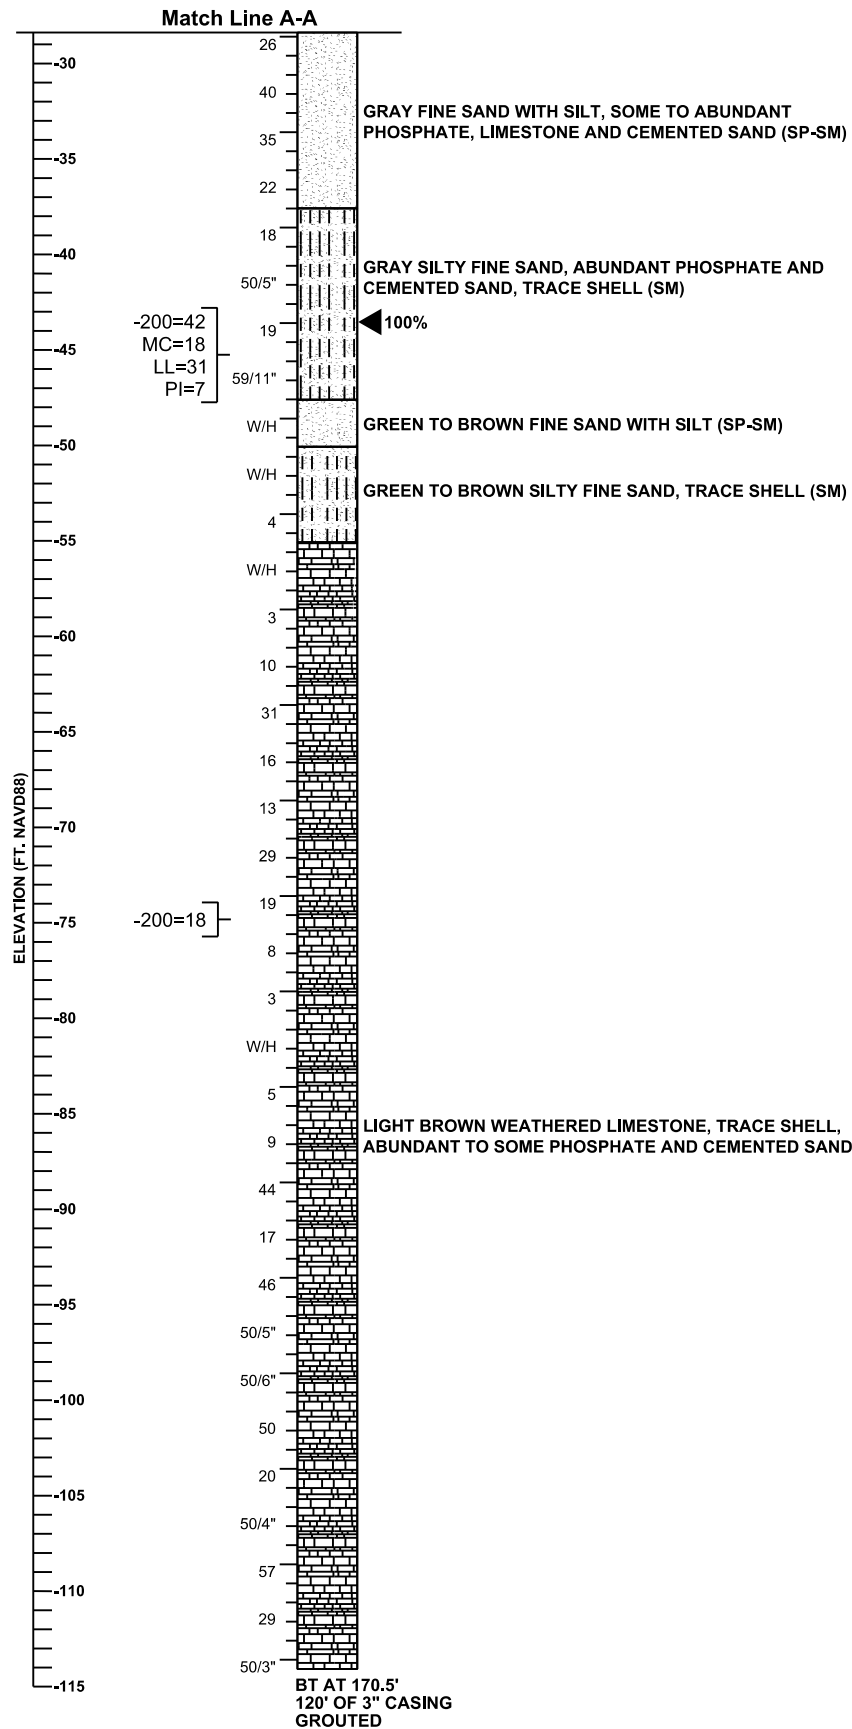 Match Line A-A
26
-30
40
GRAY FINE SAND WITH SILT, SOME TO ABUNDANT
PHOSPHATE, LIMESTONE AND CEMENTED SAND (SP-SM)
35
-35
22
18
-40
GRAY SILTY FINE SAND, ABUNDANT PHOSPHATE AND
CEMENTED SAND, TRACE SHELL (SM)
50/5"
-200=42
MC=18
LL=31
PI=7
19
100%
-45
59/11"
W/H
GREEN TO BROWN FINE SAND WITH SILT (SP-SM)
-50
W/H
GREEN TO BROWN SILTY FINE SAND, TRACE SHELL (SM)
4
-55
W/H
3
-60
10
31
-65
16
13
-70
29
19
-200=18
-75
ELEVATION (FT. NAVD88)
8
3
-80
W/H
5
-85
LIGHT BROWN WEATHERED LIMESTONE, TRACE SHELL,
ABUNDANT TO SOME PHOSPHATE AND CEMENTED SAND
9
44
-90
17
46
-95
50/5"
50/6"
-100
50
20
-105
50/4"
57
-110
29
50/3"
-115
BT AT 170.5'
120' OF 3" CASING
GROUTED